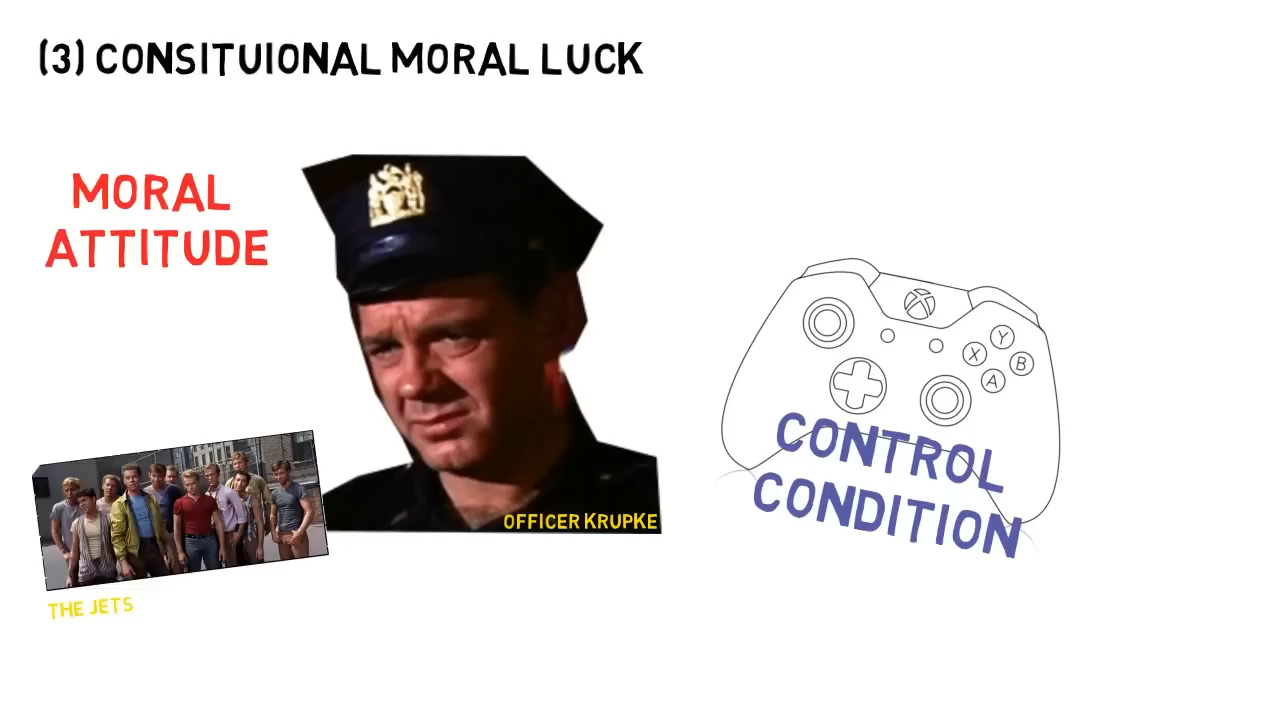 (3) CONSITUIONAL MORAL LUCK
MORAL
ATTITUDE
OFFICER KRUPKE
THE JETS
X
Y
B
A
CONTROL
CONDITION